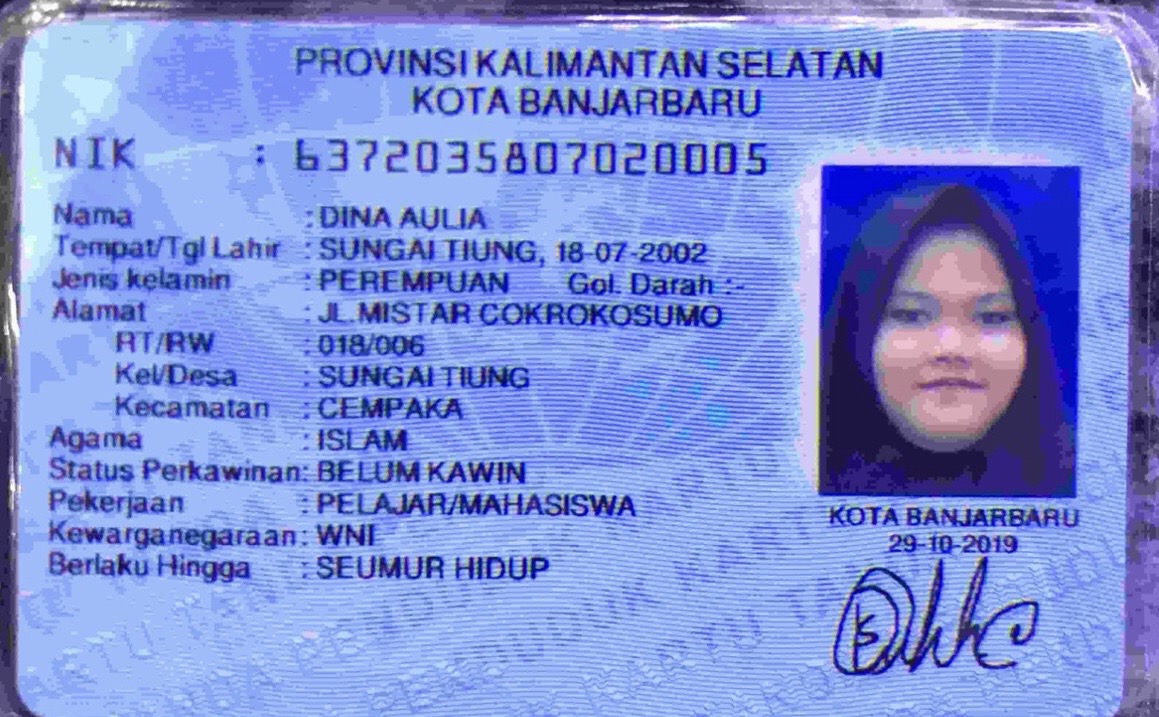 PROVINSI KALIMANTAN SELATAN
KOTA BANJARBARU
NIK : 6372035807020005
Nama : DINA AULIA
Tempat/Tgl Lahir : SUNGAI TIUNG, 18-07-2002
Jenis kelamin : PEREMPUAN Gol. Darah :-
Alamat : JL.MISTAR COKROKOSUMO
RT/RW : 018/006
Kel/Desa : SUNGAI TIUNG
Kecamatan : CEMPAKA
Agama : ISLAM
Status Perkawinan: BELUM KAWIN
Pekerjaan : PELAJAR/MAHASISWA
Kewarganegaraan: WNI
Berlaku Hingga : SEUMUR HIDUP
KOTA BANJARBARU
29-10-2019